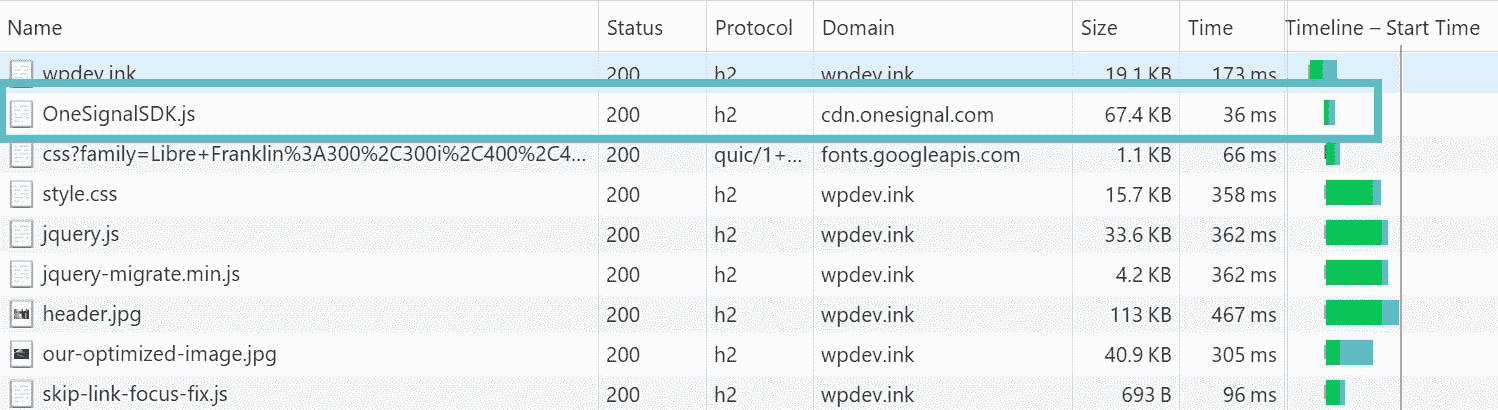 Name Status Protocol Domain Size Time Timeline – Start Time
wpdev.ink 200 h2 wpdev.ink 19.1 KB 173 ms
OneSignalSDK.js 200 h2 cdn.onesignal.com 67.4 KB 36 ms
css?family=Libre+Franklin%3A300%2C300i%2C400%2C4... 200 quic/1+... fonts.googleapis.com 1.1 KB 66 ms
style.css 200 h2 wpdev.ink 15.7 KB 358 ms
jquery.js 200 h2 wpdev.ink 33.6 KB 362 ms
jquery-migrate.min.js 200 h2 wpdev.ink 4.2 KB 362 ms
header.jpg 200 h2 wpdev.ink 113 KB 467 ms
our-optimized-image.jpg 200 h2 wpdev.ink 40.9 KB 305 ms
skip-link-focus-fix.js 200 h2 wpdev.ink 693 B 96 ms